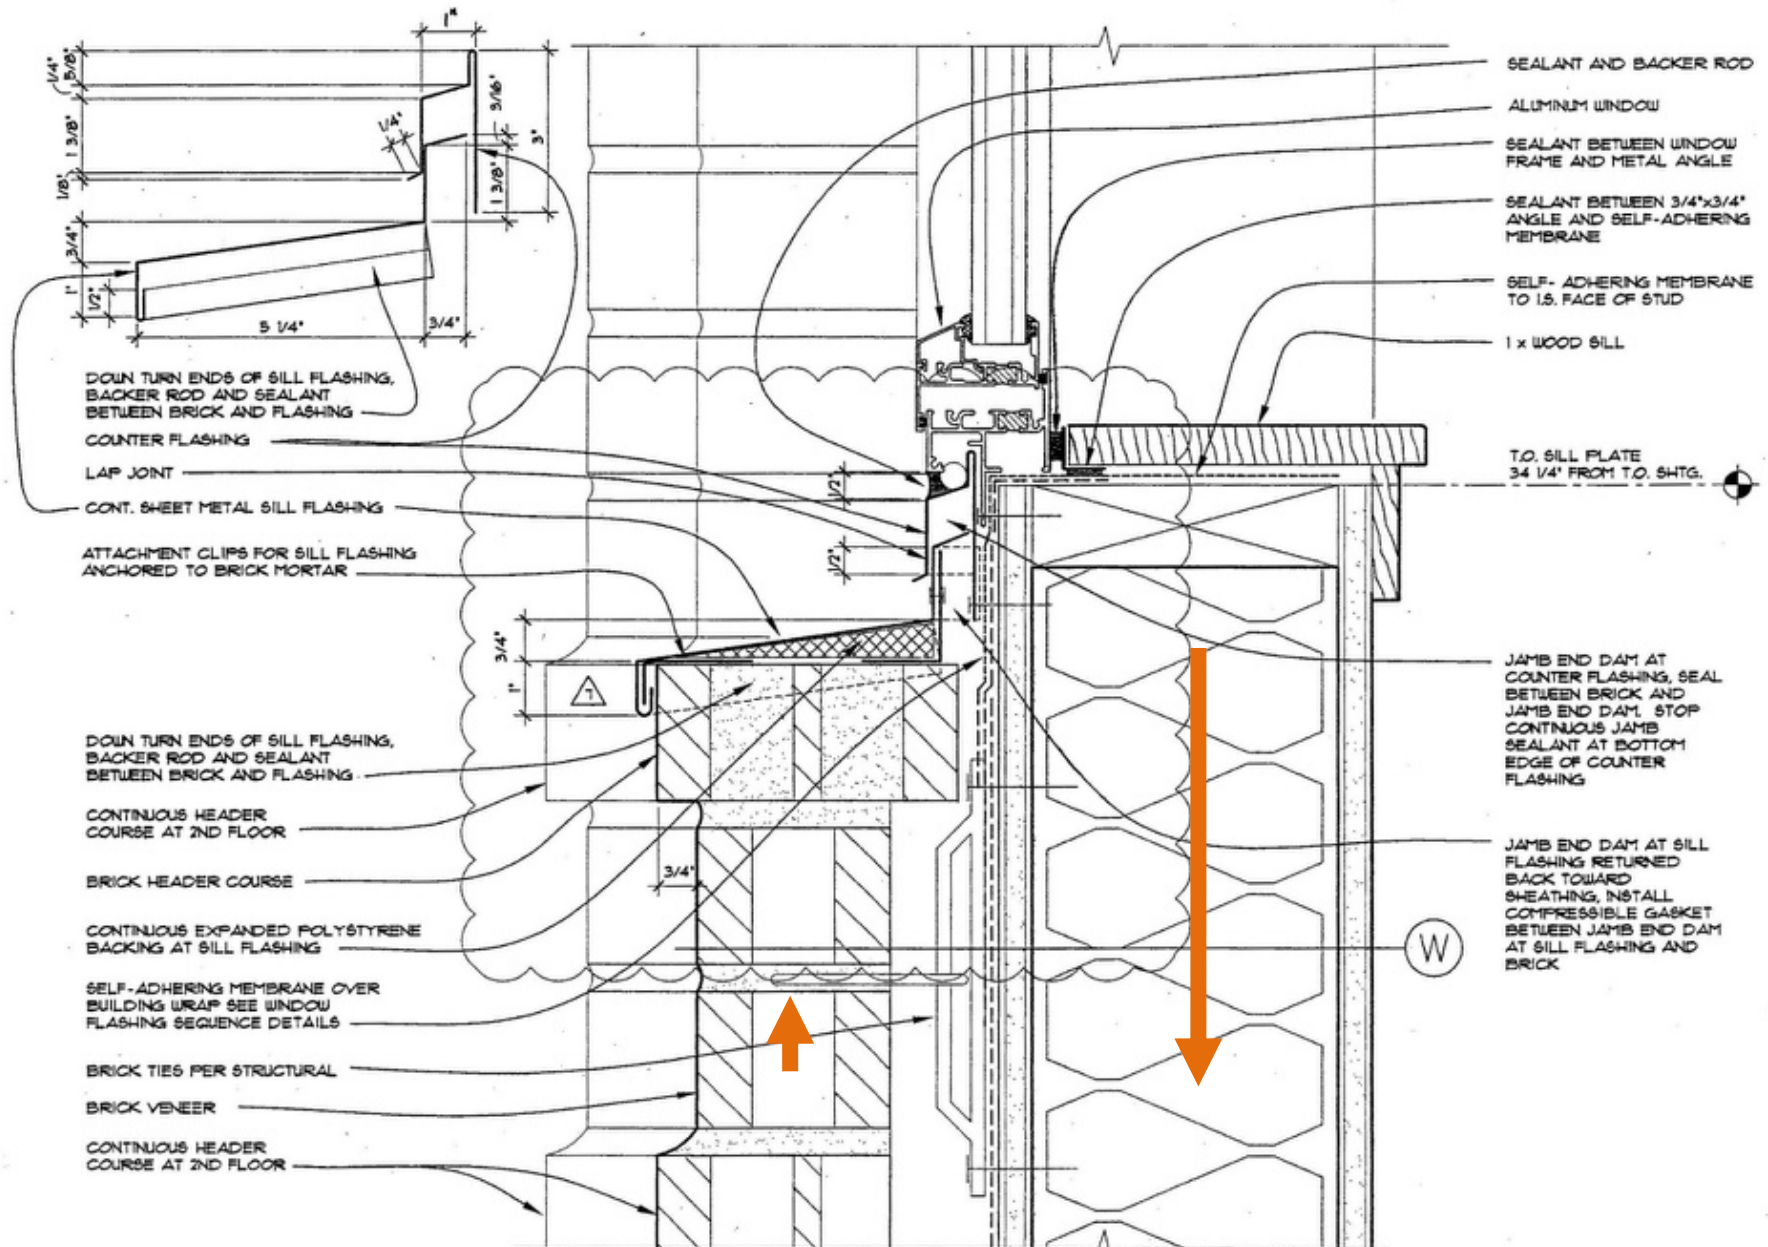 1"
1/4"
5/8"
1 3/8"
1/8"
1/4"
3/16"
3"
1 3/8"
3/4"
1"
1/2"
5 1/4"
3/4"
DOWN TURN ENDS OF SILL FLASHING,
BACKER ROD AND SEALANT
BETWEEN BRICK AND FLASHING
COUNTER FLASHING
LAP JOINT
CONT. SHEET METAL SILL FLASHING
ATTACHMENT CLIPS FOR SILL FLASHING
ANCHORED TO BRICK MORTAR
1/2"
1/2"
3/4"
1"
7
DOWN TURN ENDS OF SILL FLASHING,
BACKER ROD AND SEALANT
BETWEEN BRICK AND FLASHING
CONTINUOUS HEADER
COURSE AT 2ND FLOOR
BRICK HEADER COURSE
3/4"
CONTINUOUS EXPANDED POLYSTYRENE
BACKING AT SILL FLASHING
SELF-ADHERING MEMBRANE OVER
BUILDING WRAP SEE WINDOW
FLASHING SEQUENCE DETAILS
BRICK TIES PER STRUCTURAL
BRICK VENEER
CONTINUOUS HEADER
COURSE AT 2ND FLOOR
SEALANT AND BACKER ROD
ALUMINUM WINDOW
SEALANT BETWEEN WINDOW
FRAME AND METAL ANGLE
SEALANT BETWEEN 3/4"x3/4"
ANGLE AND SELF-ADHERING
MEMBRANE
SELF- ADHERING MEMBRANE
TO I.S. FACE OF STUD
1 x WOOD SILL
T.O. SILL PLATE
34 1/4" FROM T.O. SHTG.
JAMB END DAM AT
COUNTER FLASHING, SEAL
BETWEEN BRICK AND
JAMB END DAM. STOP
CONTINUOUS JAMB
SEALANT AT BOTTOM
EDGE OF COUNTER
FLASHING
JAMB END DAM AT SILL
FLASHING RETURNED
BACK TOWARD
SHEATHING, INSTALL
COMPRESSIBLE GASKET
BETWEEN JAMB END DAM
AT SILL FLASHING AND
BRICK
W